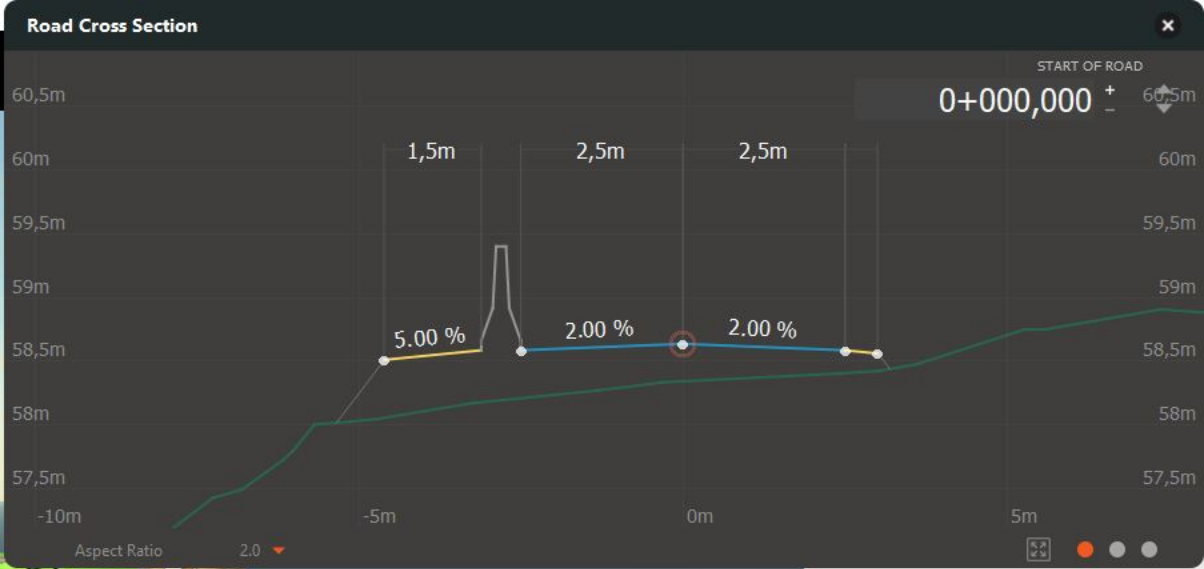 Road Cross Section
START OF ROAD
0+000,000 + −
60,5m 60,5m
1,5m 2,5m 2,5m
60m 60m
59,5m 59,5m
59m 59m
5.00 % 2.00 % 2.00 %
58,5m 58,5m
58m 58m
57,5m 57,5m
-10m -5m 0m 5m
Aspect Ratio 2.0